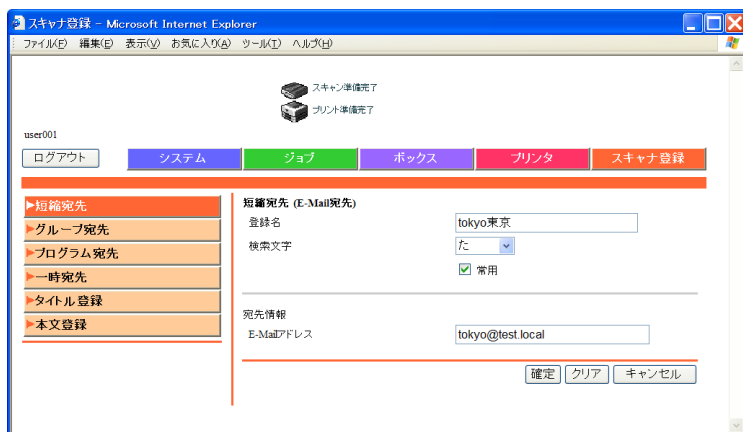 スキャナ登録 - Microsoft Internet Explorer
ファイル(F) 編集(E) 表示(V) お気に入り(A) ツール(T) ヘルプ(H)
スキャン準備完了
プリント準備完了
user001
ログアウト システム ジョブ ボックス プリンタ スキャナ登録
▶短縮宛先
▶グループ宛先
▶プログラム宛先
▶一時宛先
▶タイトル登録
▶本文登録
短縮宛先 (E-Mail宛先)
登録名 tokyo東京
検索文字 た
常用
宛先情報
E-Mailアドレス tokyo@test.local
確定 クリア キャンセル